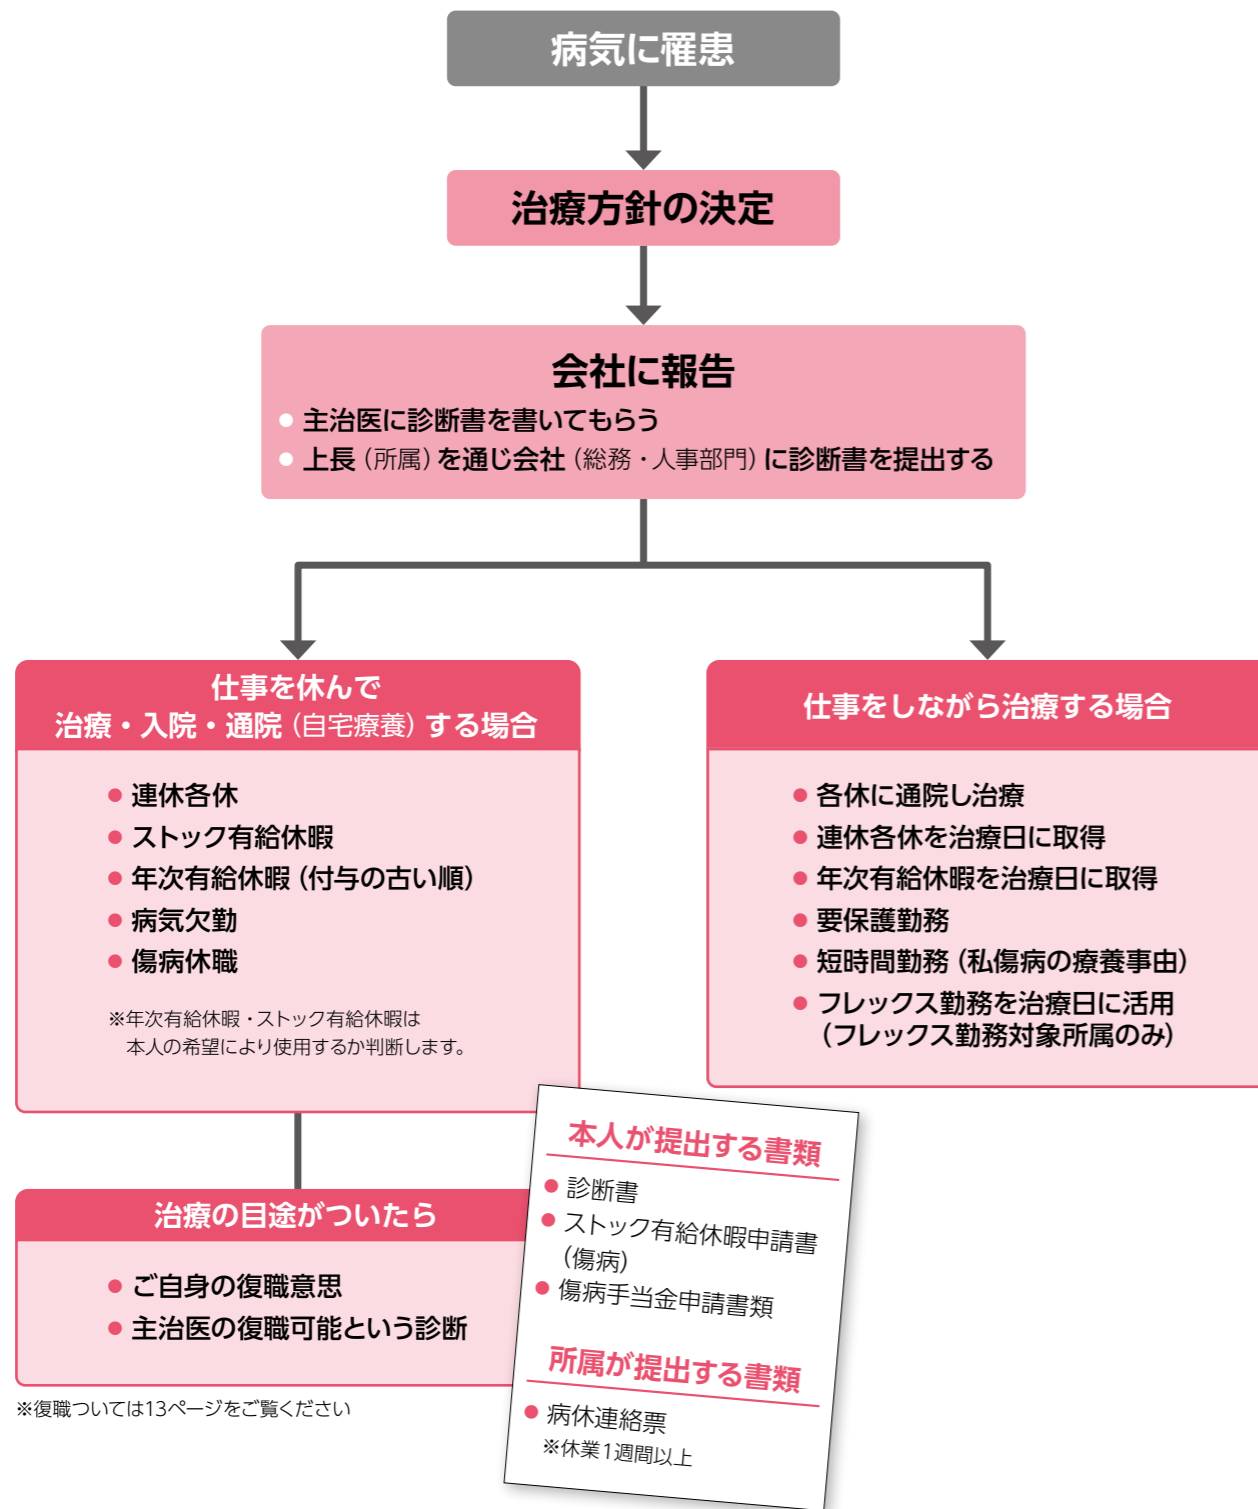 病気に罹患
治療方針の決定
会社に報告
● 主治医に診断書を書いてもらう
● 上長（所属）を通じ会社（総務・人事部門）に診断書を提出する
仕事を休んで
治療・入院・通院（自宅療養）する場合
● 連休各休
● ストック有給休暇
● 年次有給休暇（付与の古い順）
● 病気欠勤
● 傷病休職
※年次有給休暇・ストック有給休暇は
本人の希望により使用するか判断します。
仕事をしながら治療する場合
● 各休に通院し治療
● 連休各休を治療日に取得
● 年次有給休暇を治療日に取得
● 要保護勤務
● 短時間勤務（私傷病の療養事由）
● フレックス勤務を治療日に活用
（フレックス勤務対象所属のみ）
治療の目途がついたら
● ご自身の復職意思
● 主治医の復職可能という診断
※復職ついては13ページをご覧ください
本人が提出する書類
● 診断書
● ストック有給休暇申請書
（傷病）
● 傷病手当金申請書類
所属が提出する書類
● 病休連絡票
※休業1週間以上